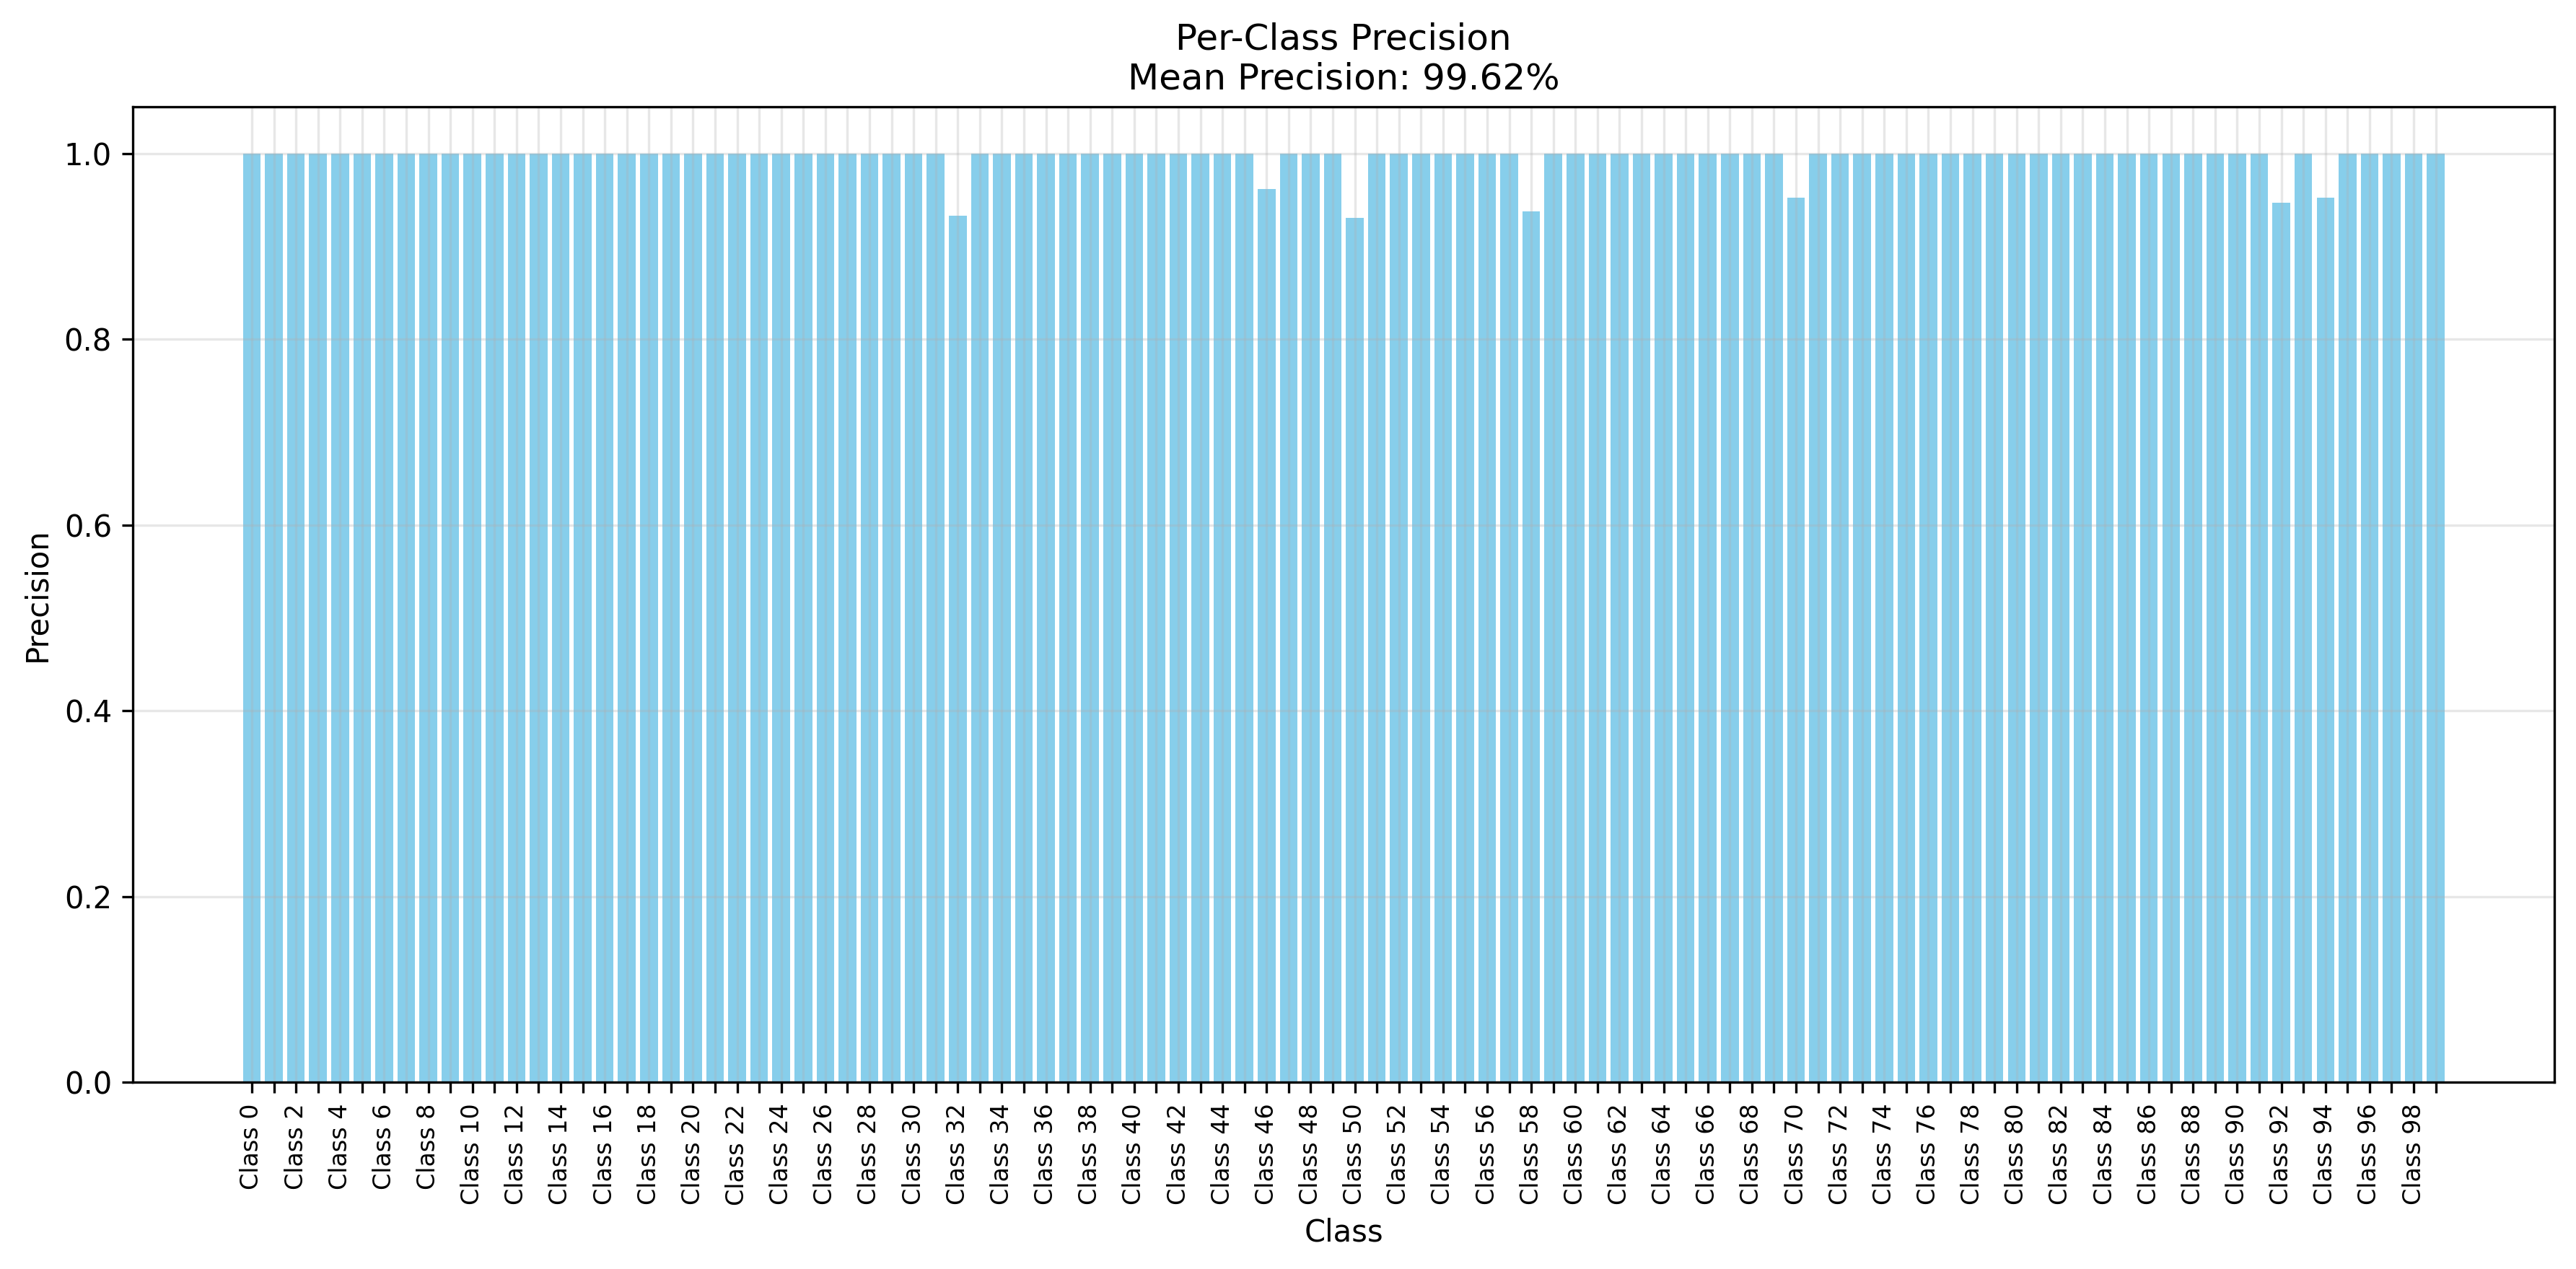 Per-Class Precision
Mean Precision: 99.62%
Precision
1.0
0.8
0.6
0.4
0.2
0.0
Class 0
Class 2
Class 4
Class 6
Class 8
Class 10
Class 12
Class 14
Class 16
Class 18
Class 20
Class 22
Class 24
Class 26
Class 28
Class 30
Class 32
Class 34
Class 36
Class 38
Class 40
Class 42
Class 44
Class 46
Class 48
Class 50
Class 52
Class 54
Class 56
Class 58
Class 60
Class 62
Class 64
Class 66
Class 68
Class 70
Class 72
Class 74
Class 76
Class 78
Class 80
Class 82
Class 84
Class 86
Class 88
Class 90
Class 92
Class 94
Class 96
Class 98
Class